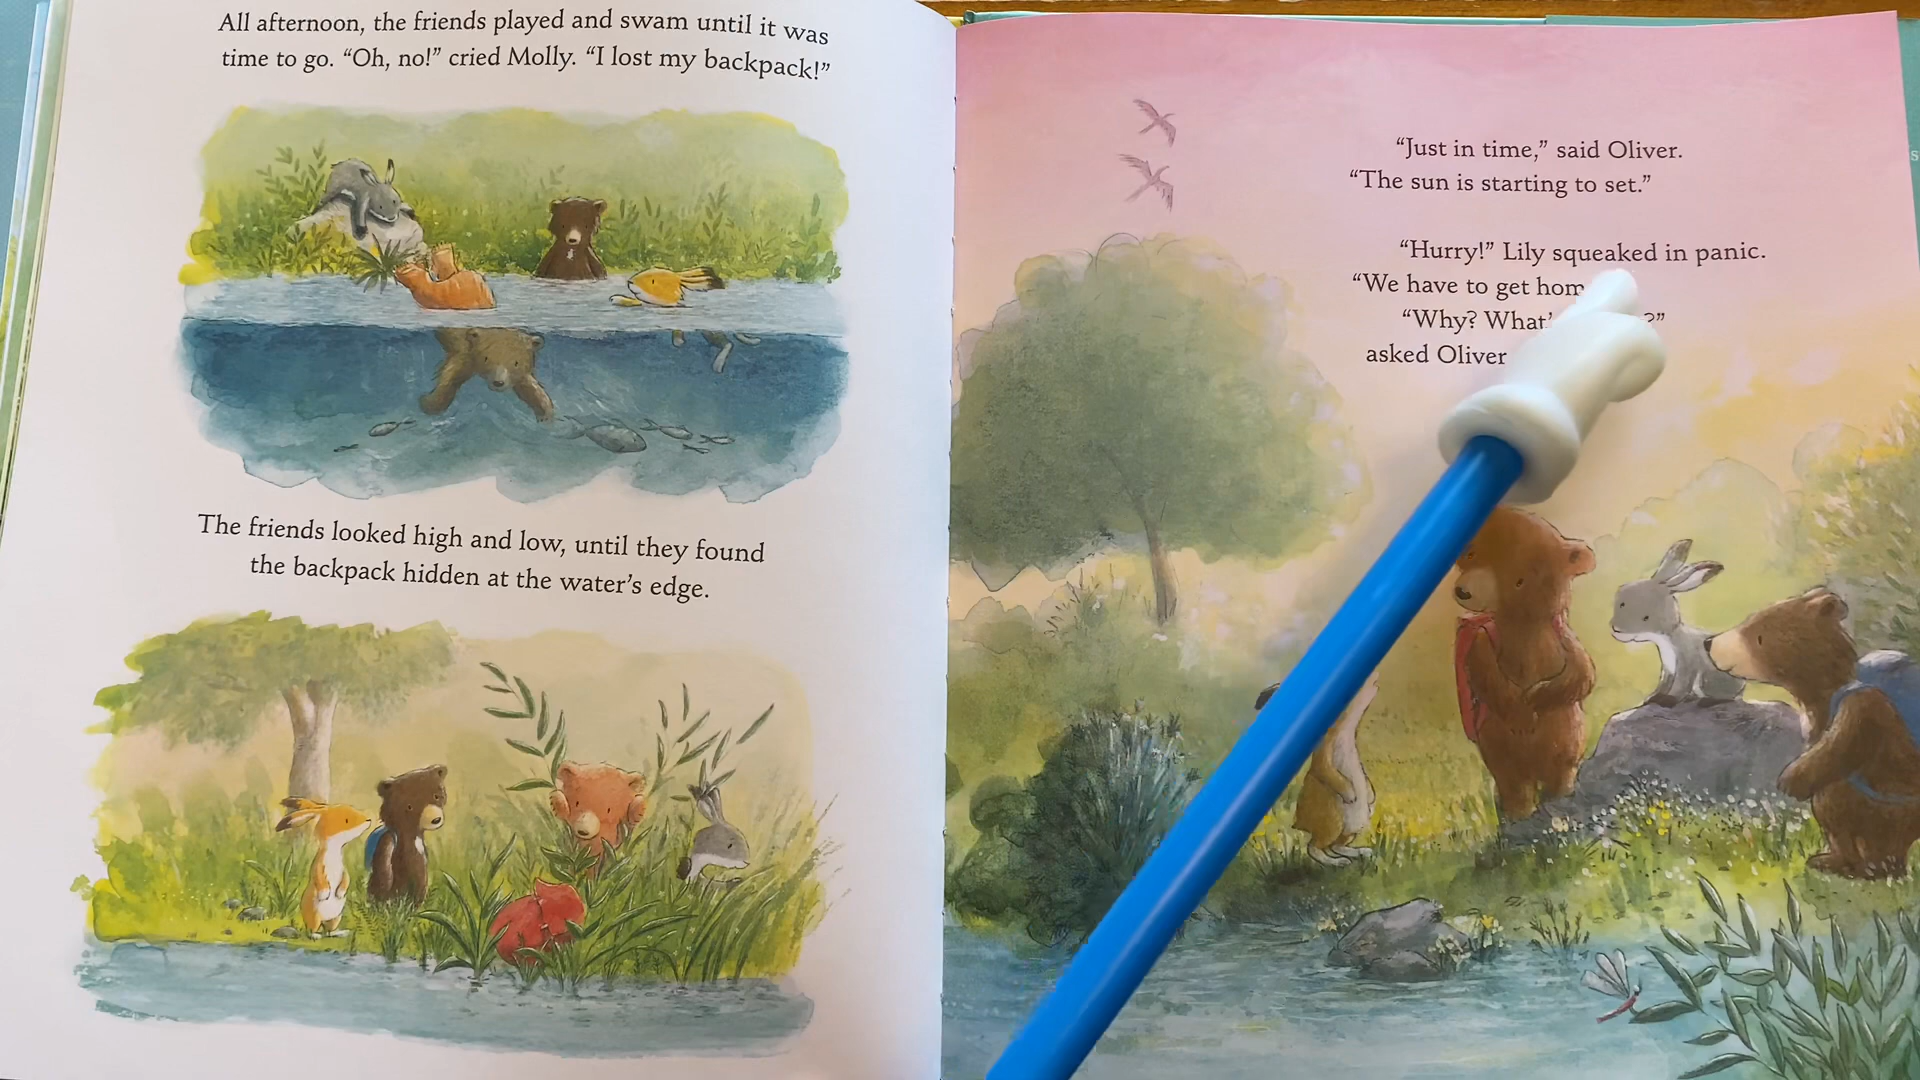 All afternoon, the friends played and swam until it was
time to go. “Oh, no!” cried Molly. “I lost my backpack!”
The friends looked high and low, until they found
the backpack hidden at the water’s edge.
“Just in time,” said Oliver.
“The sun is starting to set.”
“Hurry!” Lily squeaked in panic.
“We have to get
“Why?
asked Oliver